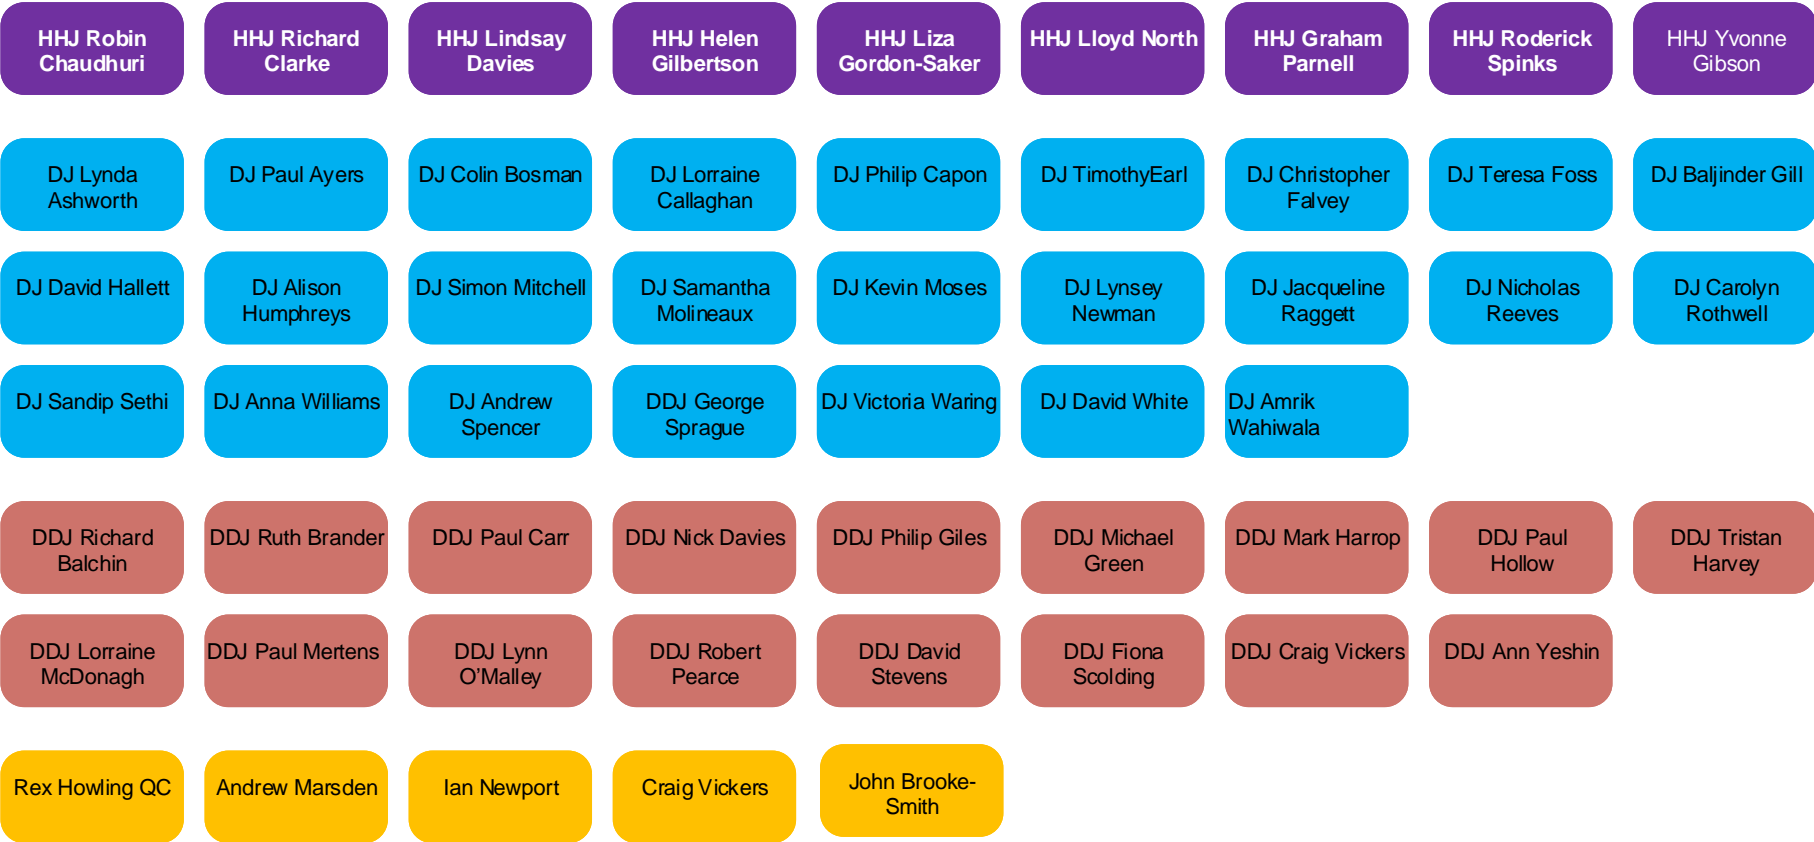 HHJ Robin
Chaudhuri
HHJ Richard
Clarke
HHJ Lindsay
Davies
HHJ Helen
Gilbertson
HHJ Liza
Gordon-Saker
HHJ Lloyd North
HHJ Graham
Parnell
HHJ Roderick
Spinks
HHJ Yvonne
Gibson
DJ Lynda
Ashworth
DJ Paul Ayers
DJ Colin Bosman
DJ Lorraine
Callaghan
DJ Philip Capon
DJ TimothyEarl
DJ Christopher
Falvey
DJ Teresa Foss
DJ Baljinder Gill
DJ David Hallett
DJ Alison
Humphreys
DJ Simon Mitchell
DJ Samantha
Molineaux
DJ Kevin Moses
DJ Lynsey
Newman
DJ Jacqueline
Raggett
DJ Nicholas
Reeves
DJ Carolyn
Rothwell
DJ Sandip Sethi
DJ Anna Williams
DJ Andrew
Spencer
DDJ George
Sprague
DJ Victoria Waring
DJ David White
DJ Amrik
Wahiwala
DDJ Richard
Balchin
DDJ Ruth Brander
DDJ Paul Carr
DDJ Nick Davies
DDJ Philip Giles
DDJ Michael
Green
DDJ Mark Harrop
DDJ Paul
Hollow
DDJ Tristan
Harvey
DDJ Lorraine
McDonagh
DDJ Paul Mertens
DDJ Lynn
O’Malley
DDJ Robert
Pearce
DDJ David
Stevens
DDJ Fiona
Scolding
DDJ Craig Vickers
DDJ Ann Yeshin
Rex Howling QC
Andrew Marsden
Ian Newport
Craig Vickers
John Brooke-
Smith